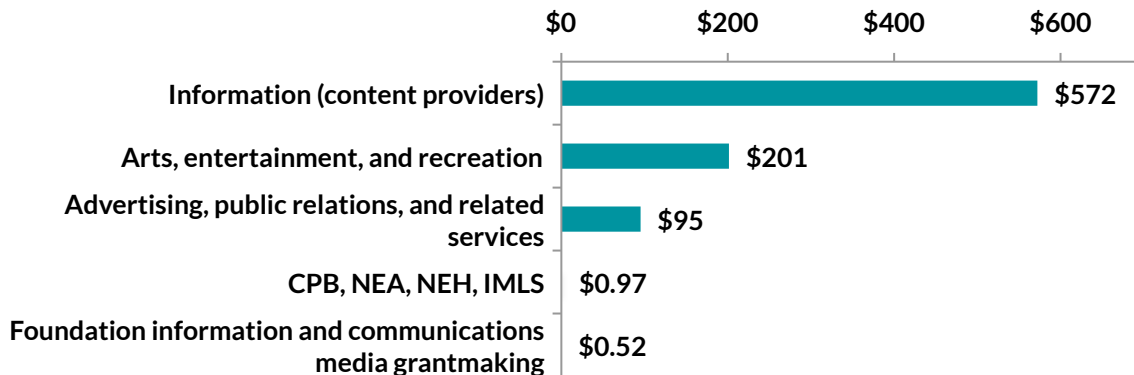 $0 $200 $400 $600
Information (content providers) $572
Arts, entertainment, and recreation $201
Advertising, public relations, and related
services $95
CPB, NEA, NEH, IMLS $0.97
Foundation information and communications
media grantmaking $0.52